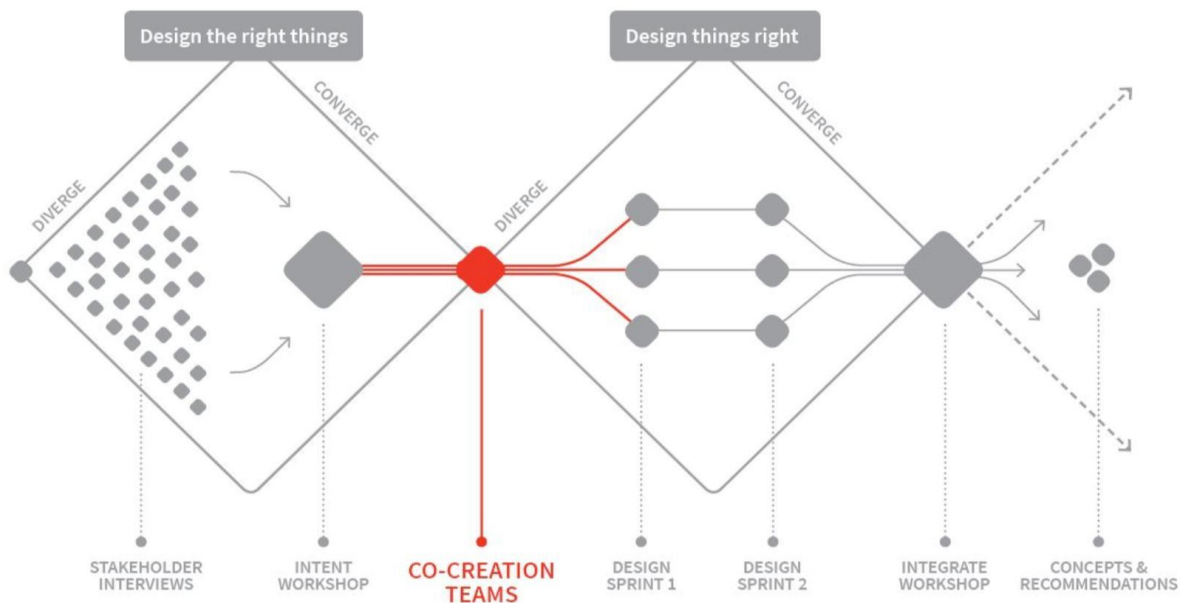 Design the right things
Design things right
DIVERGE
CONVERGE
DIVERGE
CONVERGE
STAKEHOLDER
INTERVIEWS
INTENT
WORKSHOP
CO-CREATION
TEAMS
DESIGN
SPRINT 1
DESIGN
SPRINT 2
INTEGRATE
WORKSHOP
CONCEPTS &
RECOMMENDATIONS